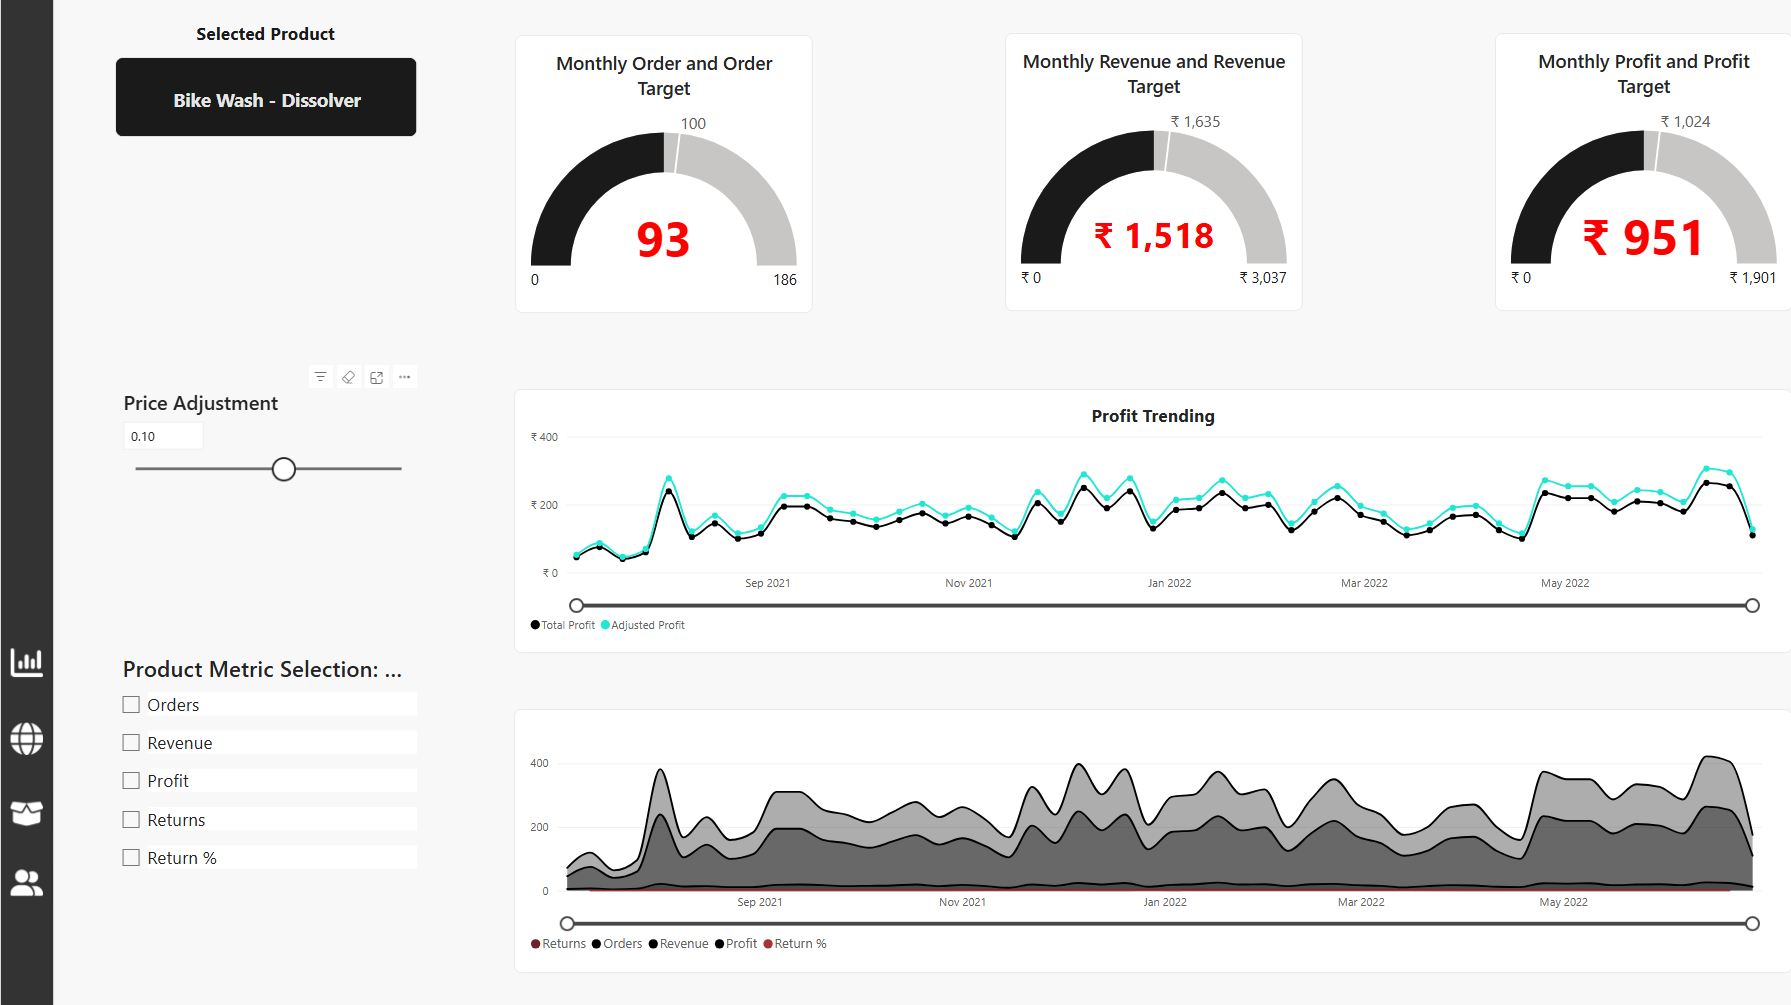 Selected Product
Bike Wash - Dissolver
Monthly Order and Order
Target
100
93
0
186
Monthly Revenue and Revenue
Target
₹ 1,635
₹ 1,518
₹ 0
₹ 3,037
Monthly Profit and Profit
Target
₹ 1,024
₹ 951
₹ 0
₹ 1,901
Price Adjustment
0.10
Profit Trending
₹ 400
₹ 200
₹ 0
Sep 2021
Nov 2021
Jan 2022
Mar 2022
May 2022
Total Profit
Adjusted Profit
Product Metric Selection: ...
Orders
Revenue
Profit
Returns
Return %
400
200
0
Sep 2021
Nov 2021
Jan 2022
Mar 2022
May 2022
Returns
Orders
Revenue
Profit
Return %